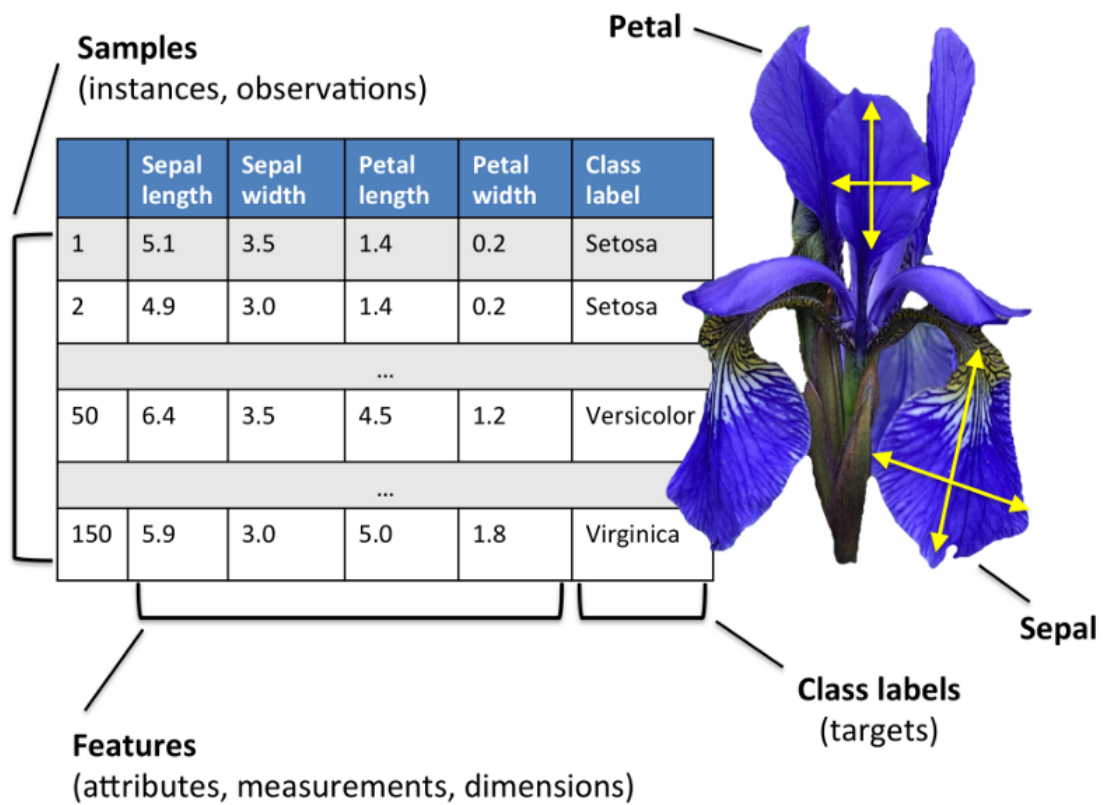 Samples
(instances, observations)
Petal
Sepal length Sepal width Petal length Petal width Class label
1 5.1 3.5 1.4 0.2 Setosa
2 4.9 3.0 1.4 0.2 Setosa
...
50 6.4 3.5 4.5 1.2 Versicolor
...
150 5.9 3.0 5.0 1.8 Virginica
Sepal
Class labels
(targets)
Features
(attributes, measurements, dimensions)